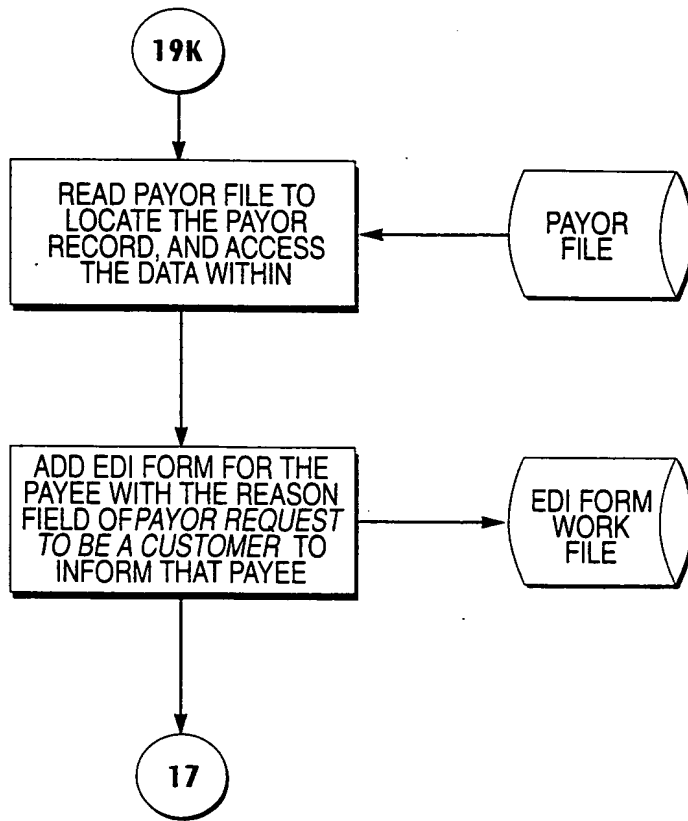 19K
READ PAYOR FILE TO
LOCATE THE PAYOR
RECORD, AND ACCESS
THE DATA WITHIN
PAYOR
FILE
ADD EDI FORM FOR THE
PAYEE WITH THE REASON
FIELD OF PAYOR REQUEST
TO BE A CUSTOMER TO
INFORM THAT PAYEE
EDI FORM
WORK
FILE
17